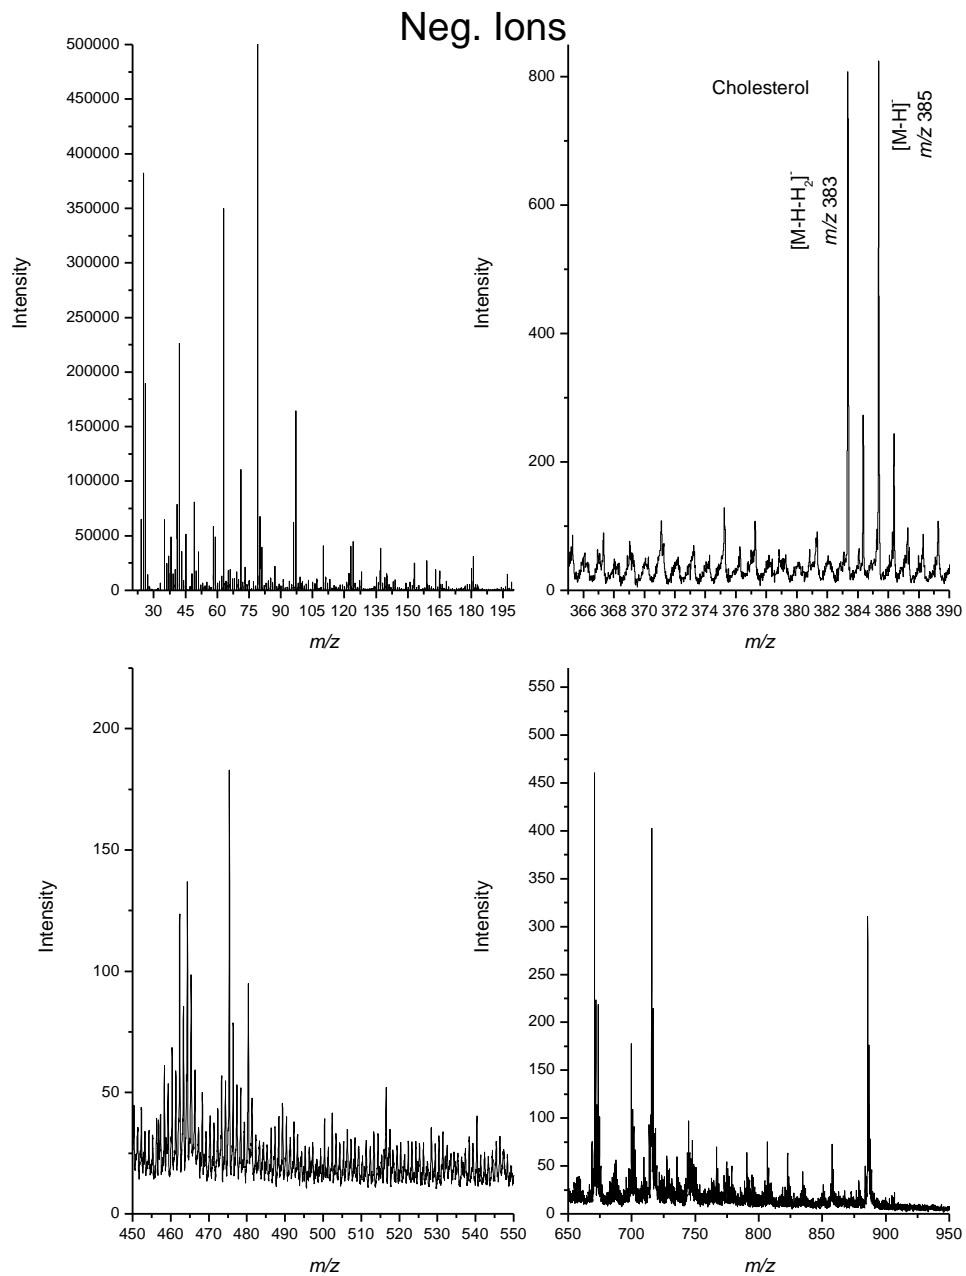 Neg. Ions
500000
450000
400000
350000
300000
250000
200000
150000
100000
50000
0
Intensity
30 45 60 75 90 105 120 135 150 165 180 195
m/z
800
600
400
200
0
Intensity
Cholesterol
[M-H-H2]-
m/z 383
[M-H]-
m/z 385
366 368 370 372 374 376 378 380 382 384 386 388 390
m/z
200
150
100
50
0
Intensity
450 460 470 480 490 500 510 520 530 540 550
m/z
550
500
450
400
350
300
250
200
150
100
50
0
Intensity
650 700 750 800 850 900 950
m/z